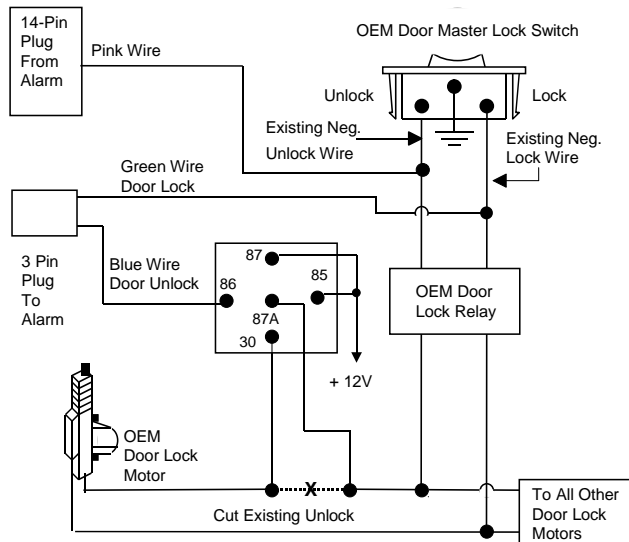 14-Pin
Plug
From
Alarm
Pink Wire
OEM Door Master Lock Switch
Unlock
Lock
Existing Neg.
Unlock Wire
Existing Neg.
Lock Wire
Green Wire
Door Lock
3 Pin
Plug
To
Alarm
Blue Wire
Door Unlock
87
86
85
87A
30
+ 12V
OEM Door
Lock Relay
OEM
Door Lock
Motor
X
Cut Existing Unlock
To All Other
Door Lock
Motors